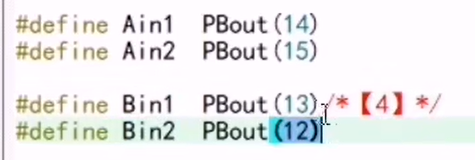 #define Ain1 PBout(14)
#define Ain2 PBout(15)
#define Bin1 PBout(13)/*【4】*/
#define Bin2 PBout(12)